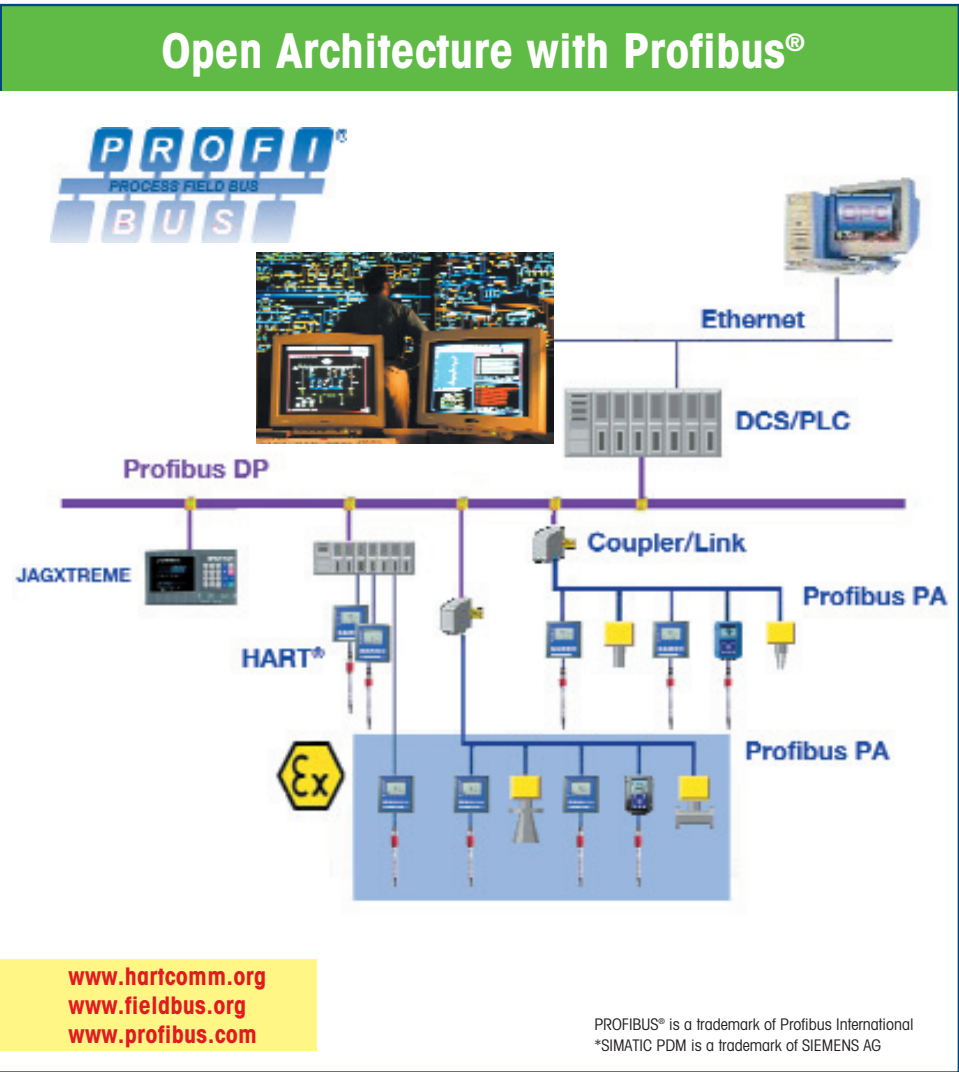 Open Architecture with Profibus®
PROFI®
PROCESS FIELD BUS
BUS
OPC
Ethernet
DCS/PLC
Profibus DP
JAGXTREME
Coupler/Link
Profibus PA
HART®
Profibus PA
Ex
www.hartcomm.org
www.fieldbus.org
www.profibus.com
PROFIBUS® is a trademark of Profibus International
*SIMATIC PDM is a trademark of SIEMENS AG